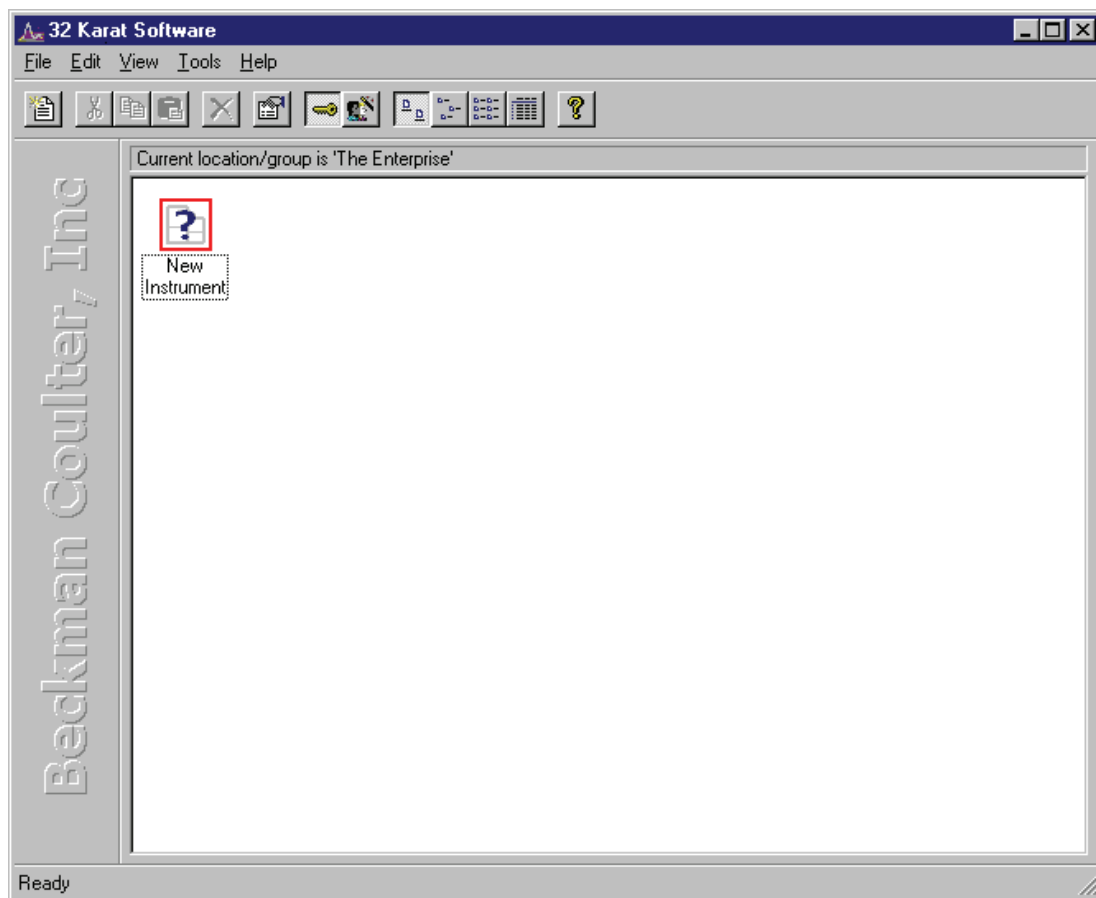 32 Karat Software
File Edit View Tools Help
Current location/group is 'The Enterprise'
Beckman Coulter, Inc
?
New
Instrument
Ready